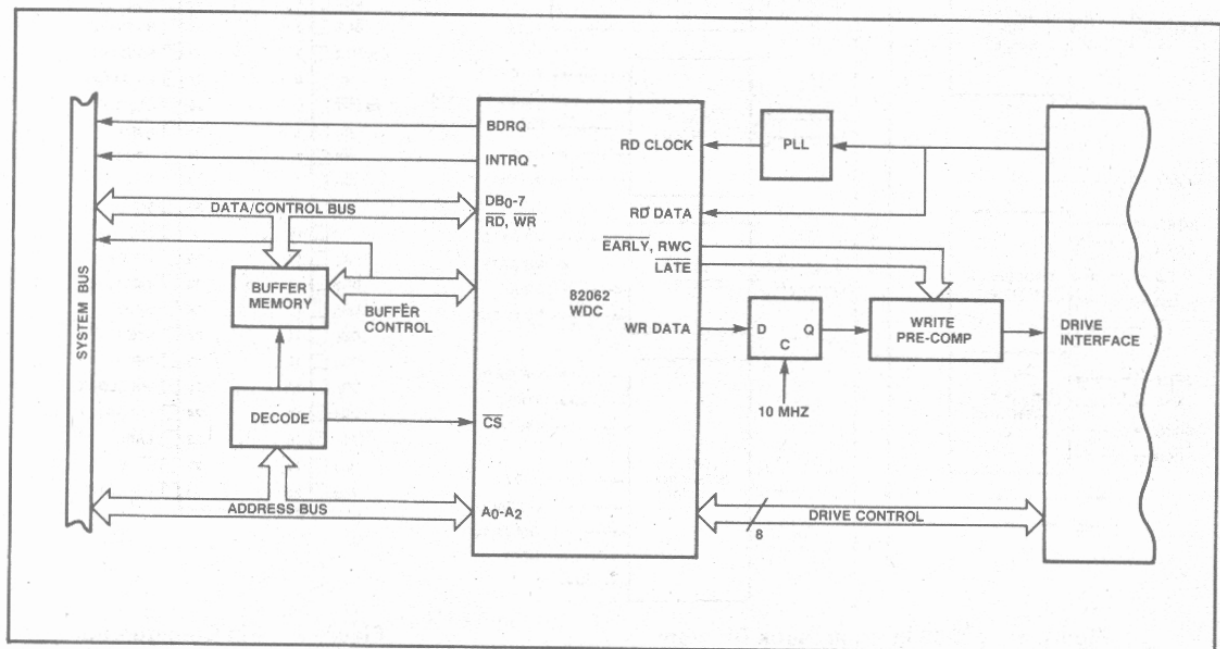 SYSTEM BUS
BDRQ
INTRQ
DB0-7
RD, WR
DATA/CONTROL BUS
BUFFER
MEMORY
BUFFER
CONTROL
DECODE
CS
ADDRESS BUS
A0-A2
82062
WDC
RD CLOCK
PLL
RD DATA
EARLY, RWC
LATE
WR DATA
D
Q
C
10 MHZ
WRITE
PRE-COMP
DRIVE
INTERFACE
DRIVE CONTROL
8